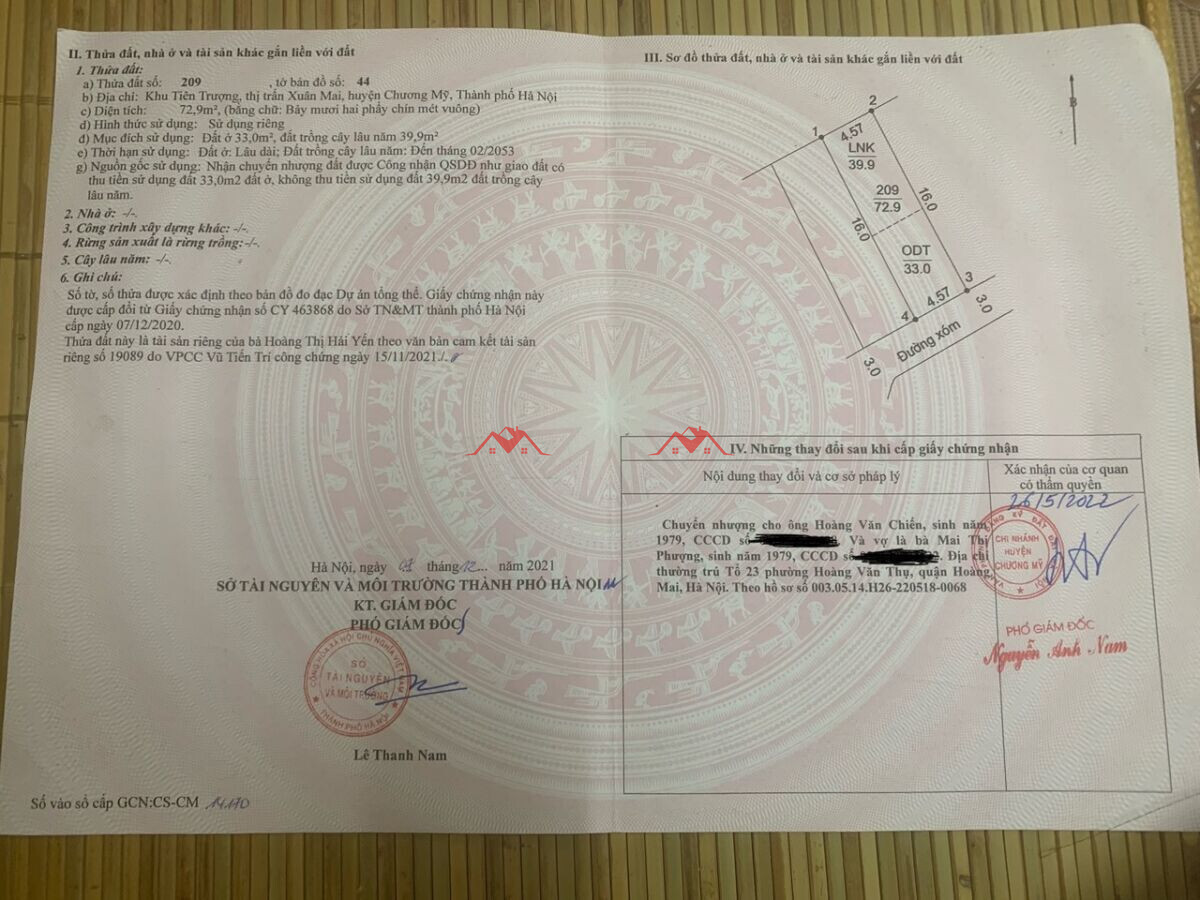 II. Thửa đất, nhà ở và tài sản khác gắn liền với đất
1. Thửa đất:
a) Thửa đất số: 209 , tờ bản đồ số: 44
b) Địa chỉ: Khu Tiên Trượng, thị trấn Xuân Mai, huyện Chương Mỹ, Thành phố Hà Nội
c) Diện tích: 72,9m², (bằng chữ: Bảy mươi hai phẩy chín mét vuông)
d) Hình thức sử dụng: Sử dụng riêng
đ) Mục đích sử dụng: Đất ở 33,0m², đất trồng cây lâu năm 39,9m²
e) Thời hạn sử dụng: Đất ở: Lâu dài; Đất trồng cây lâu năm: Đến tháng 02/2053
g) Nguồn gốc sử dụng: Nhận chuyển nhượng đất được Công nhận QSDĐ như giao đất có
thu tiền sử dụng đất 33,0m2 đất ở, không thu tiền sử dụng đất 39,9m2 đất trồng cây
lâu năm.
2. Nhà ở: -/-.
3. Công trình xây dựng khác: -/-.
4. Rừng sản xuất là rừng trồng:-/-.
5. Cây lâu năm: -/-.
6. Ghi chú:
Số tờ, số thửa được xác định theo bản đồ đo đạc Dự án tổng thể. Giấy chứng nhận này
được cấp đổi từ Giấy chứng nhận số CY 463868 do Sở TN&MT thành phố Hà Nội
cấp ngày 07/12/2020.
Thửa đất này là tài sản riêng của bà Hoàng Thị Hải Yến theo văn bản cam kết tài sản
riêng số 19089 do VPCC Vũ Tiến Trí công chứng ngày 15/11/2021./.
Hà Nội, ngày tháng 12 năm 2021
SỞ TÀI NGUYÊN VÀ MÔI TRƯỜNG THÀNH PHỐ HÀ NỘI
KT. GIÁM ĐỐC
PHÓ GIÁM ĐỐC
CỘNG HÒA XÃ HỘI CHỦ NGHĨA VIỆT NAM
SỞ
TÀI NGUYÊN
VÀ MÔI TRƯỜNG
THÀNH PHỐ HÀ NỘI
Lê Thanh Nam
Số vào sổ cấp GCN:CS-CM 14170
III. Sơ đồ thửa đất, nhà ở và tài sản khác gắn liền với đất
B
2
1
4.57
LNK
39.9
209
72.9
16.0
16.0
ODT
33.0
3
4.57
3.0
4
Đường xóm
3.0
IV. Những thay đổi sau khi cấp giấy chứng nhận
Nội dung thay đổi và cơ sở pháp lý
Xác nhận của cơ quan
có thẩm quyền
26/5/2022
Chuyển nhượng cho ông Hoàng Văn Chiến, sinh năm
1979, CCCD số . Và vợ là bà Mai Thị
Phượng, sinh năm 1979, CCCD số . Địa chỉ
thường trú Tổ 23 phường Hoàng Văn Thụ, quận Hoàng
Mai, Hà Nội. Theo hồ sơ số 003.05.14.H26-220518-0068
CHI NHÁNH
HUYỆN
CHƯƠNG MỸ
PHÓ GIÁM ĐỐC
Nguyễn Anh Nam